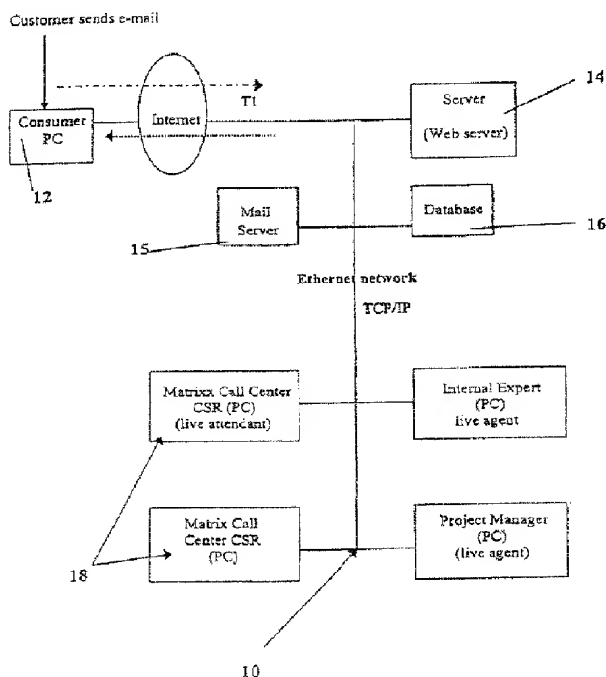 Customer sends e-mail
T1
Internet
Consumer
PC
Server
(Web server)
14
12
Mail
Server
Database
15
16
Ethernet network
TCP/IP
Matrixx Call Center
CSR (PC)
(live attendant)
Internal Expert
(PC)
live agent
Matrix Call
Center CSR
(PC)
Project Manager
(PC)
(live agent)
18
10